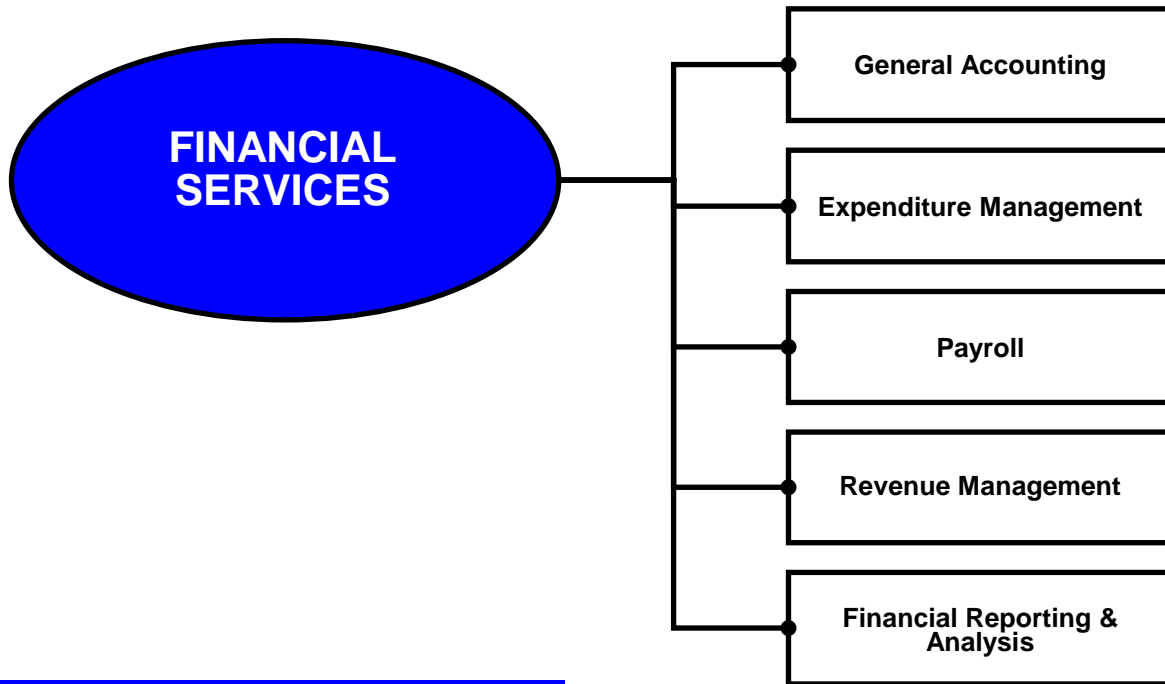 FINANCIAL
SERVICES
General Accounting
Expenditure Management
Payroll
Revenue Management
Financial Reporting &
Analysis